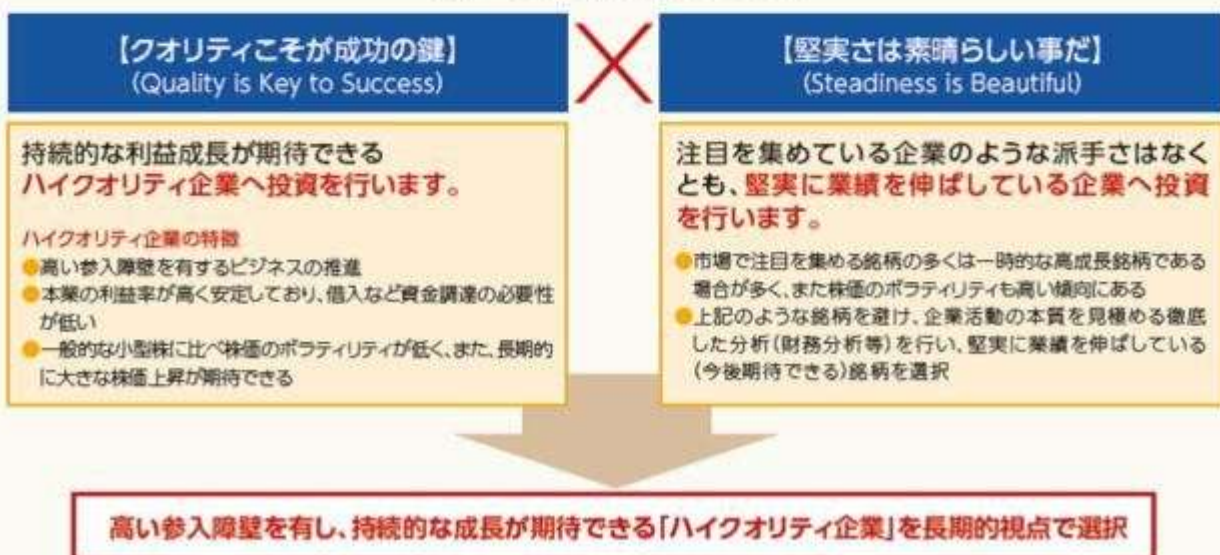 【クオリティこそが成功の鍵】
(Quality is Key to Success)
【堅実さは素晴らしい事だ】
(Steadiness is Beautiful)
持続的な利益成長が期待できる
ハイクオリティ企業へ投資を行います。
ハイクオリティ企業の特徴
●高い参入障壁を有するビジネスの推進
●本業の利益率が高く安定しており、借入など資金調達の必要性
が低い
●一般的な小型株に比べ株価のボラティリティが低く、また、長期的
に大きな株価上昇が期待できる
注目を集めている企業のような派手さはなく
とも、堅実に業績を伸ばしている企業へ投資
を行います。
●市場で注目を集める銘柄の多くは一時的な高成長銘柄である
場合が多く、また株価のボラティリティも高い傾向にある
●上記のような銘柄を避け、企業活動の本質を見極める徹底
した分析(財務分析等)を行い、堅実に業績を伸ばしている
(今後期待できる)銘柄を選択
高い参入障壁を有し、持続的な成長が期待できる「ハイクオリティ企業」を長期的視点で選択